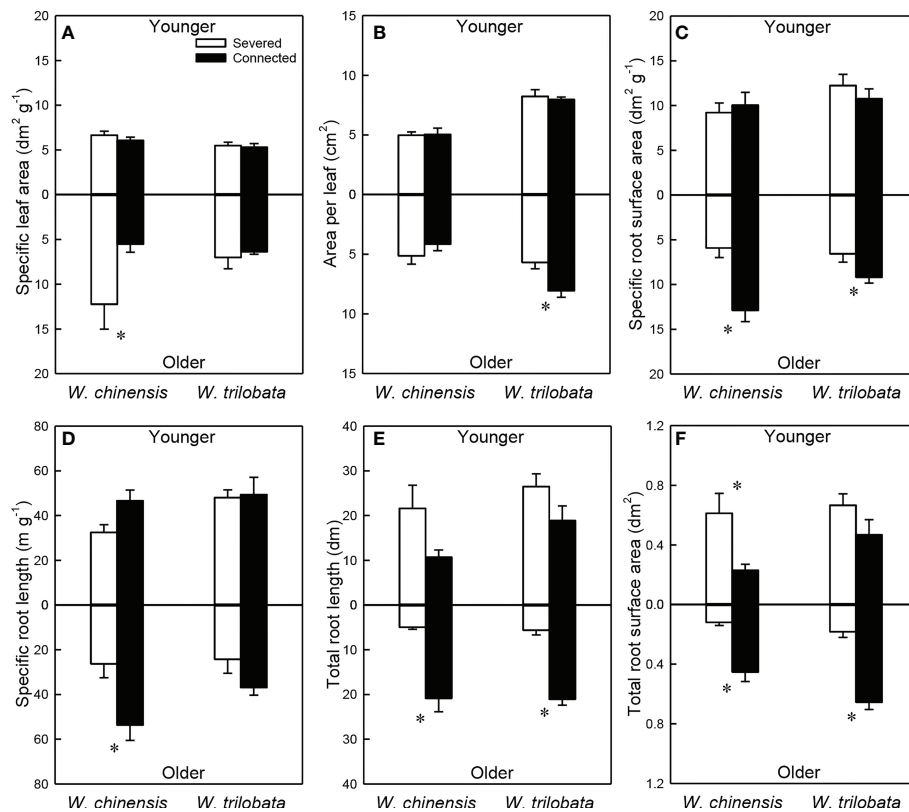 A
Younger
Severed
Connected
Specific leaf area (dm² g⁻¹)
20
15
10
5
0
5
10
15
20
Older
W. chinensis W. trilobata
B
Younger
Area per leaf (cm²)
15
10
5
0
5
10
15
*
Older
W. chinensis W. trilobata
C
Younger
Specific root surface area (dm² g⁻¹)
20
15
10
5
0
5
10
15
20
* *
Older
W. chinensis W. trilobata
D
Younger
Specific root length (m g⁻¹)
80
60
40
20
0
20
40
60
80
*
Older
W. chinensis W. trilobata
E
Younger
Total root length (dm)
40
30
20
10
0
10
20
30
40
* *
Older
W. chinensis W. trilobata
F
Younger
Total root surface area (dm²)
1.2
0.8
0.4
0.0
0.4
0.8
1.2
*
* *
Older
W. chinensis W. trilobata